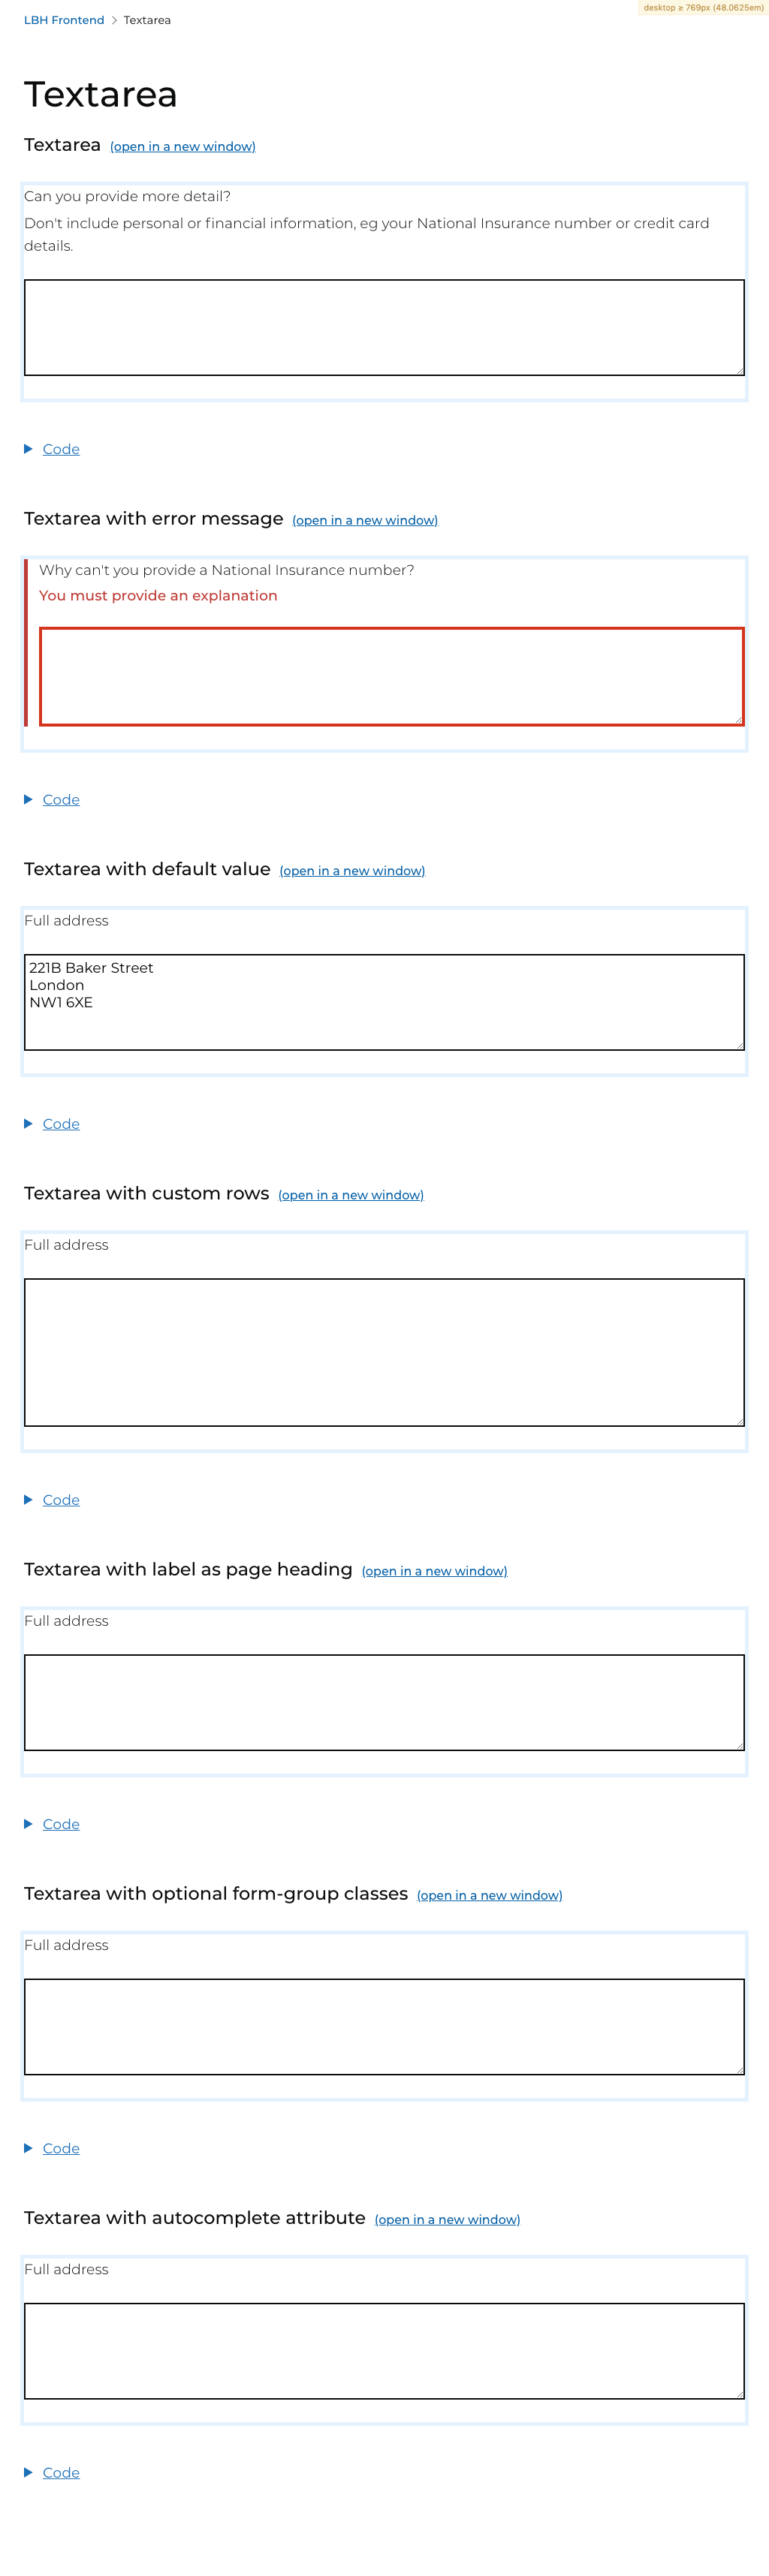 desktop ≥ 769px (48.0625em)
LBH Frontend Textarea
Textarea
Textarea (open in a new window)
Can you provide more detail?
Don't include personal or financial information, eg your National Insurance number or credit card
details.
Code
Textarea with error message (open in a new window)
Why can't you provide a National Insurance number?
You must provide an explanation
Code
Textarea with default value (open in a new window)
Full address
221B Baker Street
London
NW1 6XE
Code
Textarea with custom rows (open in a new window)
Full address
Code
Textarea with label as page heading (open in a new window)
Full address
Code
Textarea with optional form-group classes (open in a new window)
Full address
Code
Textarea with autocomplete attribute (open in a new window)
Full address
Code